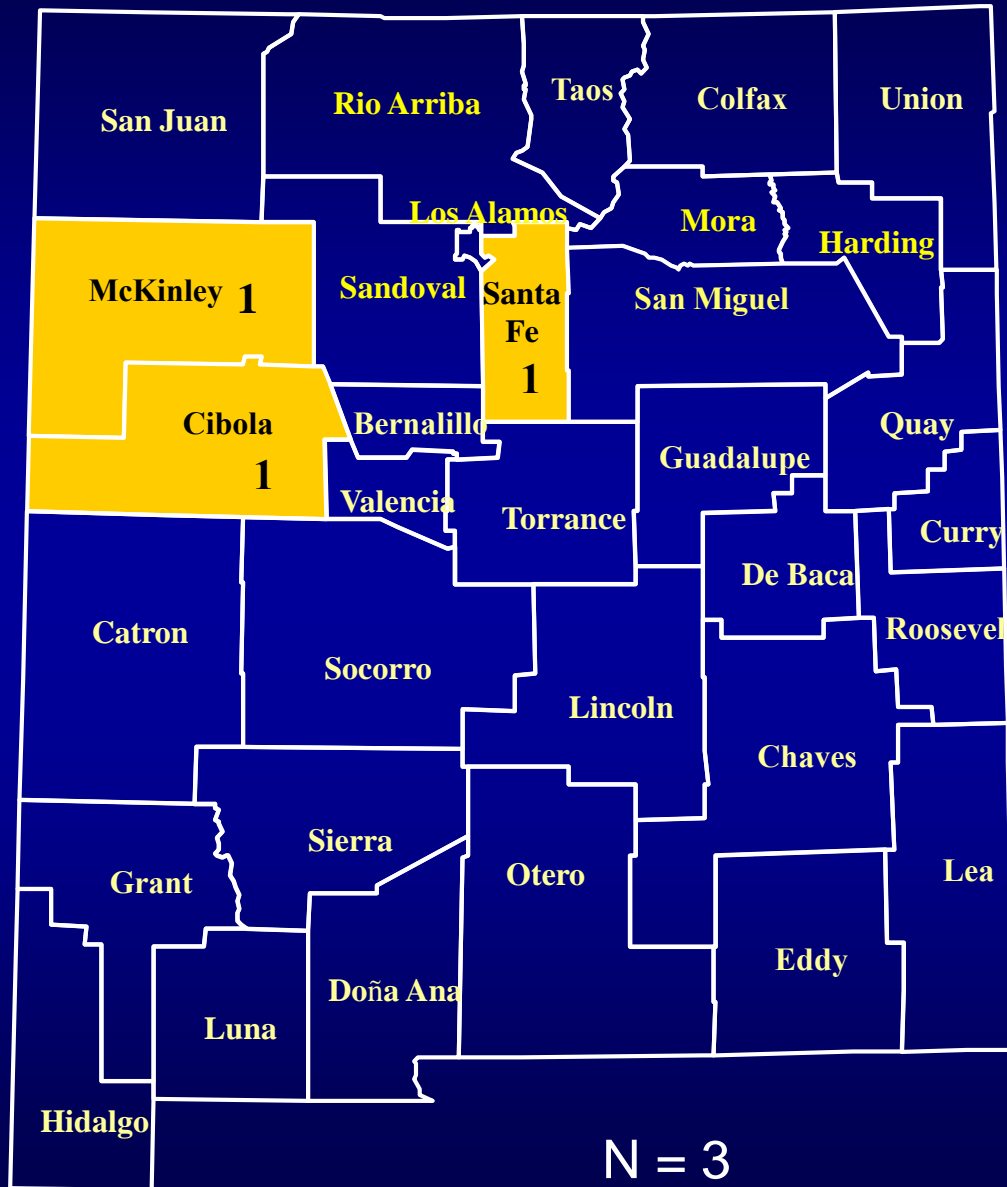 San Juan
Rio Arriba
Taos
Colfax
Union
Los Alamos
Mora
Harding
McKinley 1
Sandoval
Santa
Fe
1
San Miguel
Cibola
1
Bernalillo
Quay
Guadalupe
Valencia
Torrance
Curry
De Baca
Catron
Socorro
Roosevel
Lincoln
Chaves
Sierra
Grant
Otero
Lea
Eddy
Doña Ana
Luna
Hidalgo
N = 3